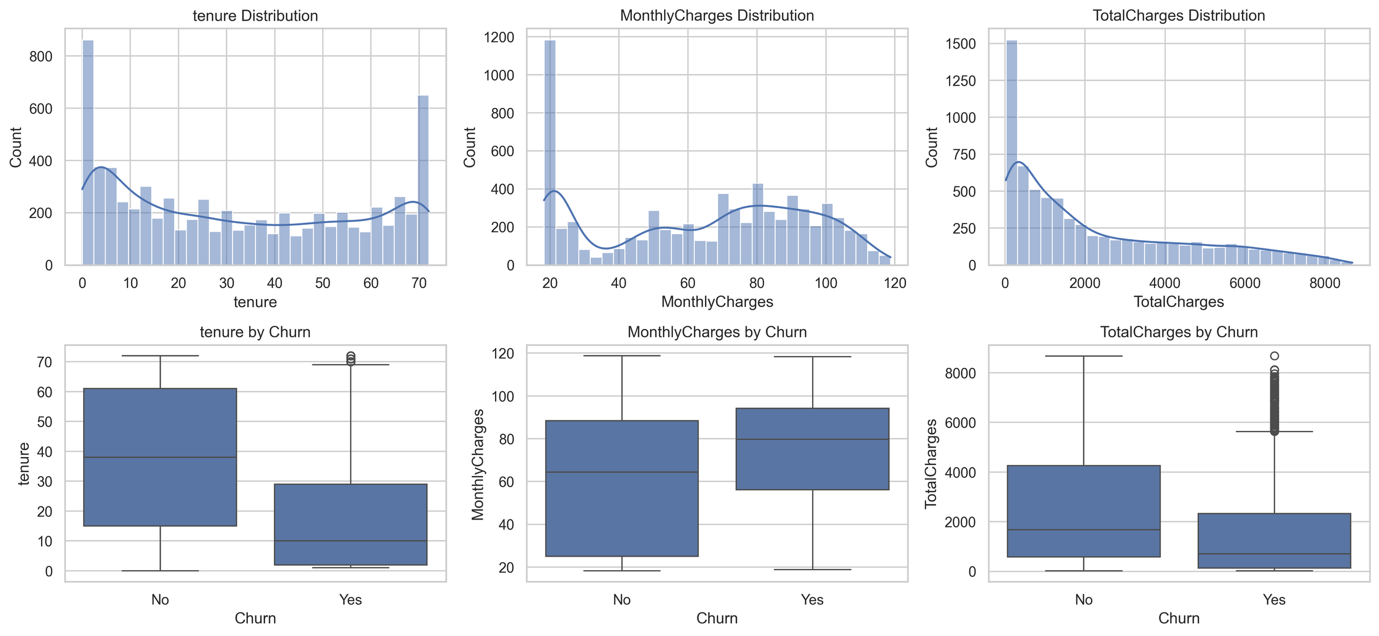 tenure Distribution
MonthlyCharges Distribution
TotalCharges Distribution
Count
800
600
400
200
0
0 10 20 30 40 50 60 70
tenure
Count
1200
1000
800
600
400
200
0
20 40 60 80 100 120
MonthlyCharges
Count
1500
1250
1000
750
500
250
0
0 2000 4000 6000 8000
TotalCharges
tenure by Churn
MonthlyCharges by Churn
TotalCharges by Churn
tenure
70
60
50
40
30
20
10
0
No Yes
Churn
MonthlyCharges
120
100
80
60
40
20
No Yes
Churn
TotalCharges
8000
6000
4000
2000
0
No Yes
Churn